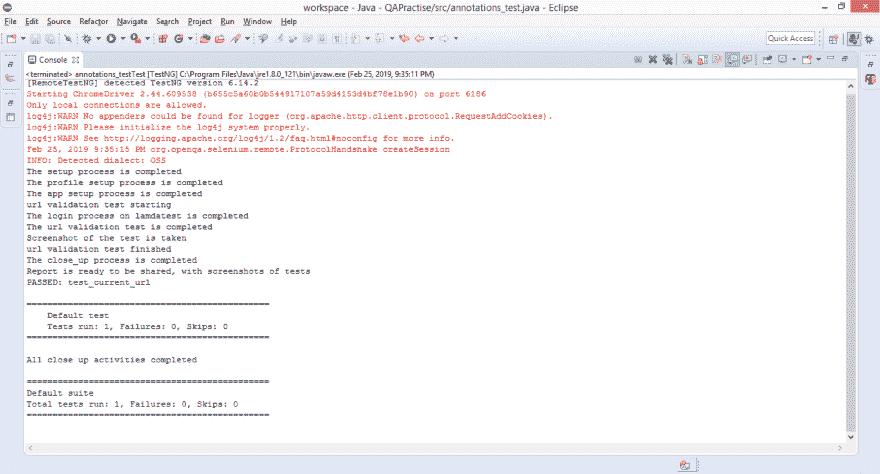 workspace - Java - QAPractise/src/annotations_test.java - Eclipse
File Edit Source Refactor Navigate Search Project Run Window Help
Quick Access
Console
<terminated> annotations_testTest [TestNG] C:\Program Files\Java\jre1.8.0_121\bin\javaw.exe (Feb 25, 2019, 9:35:11 PM)
[RemoteTestNG] detected TestNG version 6.14.2
Starting ChromeDriver 2.44.609538 (b655c5a60b0b544917107a59d4153d4bf78e1b90) on port 6186
Only local connections are allowed.
log4j:WARN No appenders could be found for logger (org.apache.http.client.protocol.RequestAddCookies).
log4j:WARN Please initialize the log4j system properly.
log4j:WARN See http://logging.apache.org/log4j/1.2/faq.html#noconfig for more info.
Feb 25, 2019 9:35:15 PM org.openqa.selenium.remote.ProtocolHandshake createSession
INFO: Detected dialect: OSS
The setup process is completed
The profile setup process is completed
The app setup process is completed
url validation test starting
The login process on lamdatest is completed
The url validation test is completed
Screenshot of the test is taken
url validation test finished
The close_up process is completed
Report is ready to be shared, with screenshots of tests
PASSED: test_current_url
===============================================
Default test
Tests run: 1, Failures: 0, Skips: 0
===============================================
All close up activities completed
===============================================
Default suite
Total tests run: 1, Failures: 0, Skips: 0
===============================================